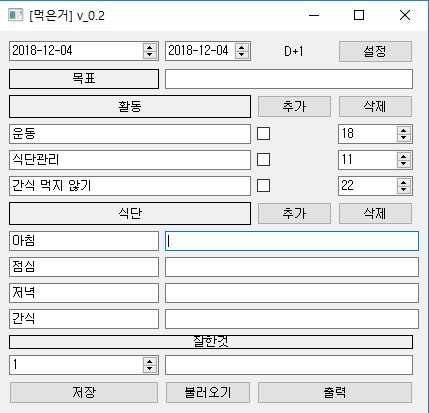 [먹은거] v_0.2
2018-12-04 2018-12-04 D+1 설정
목표
활동 추가 삭제
운동 18
식단관리 11
간식 먹지 않기 22
식단 추가 삭제
아침
점심
저녁
간식
잘한것
1
저장 불러오기 출력